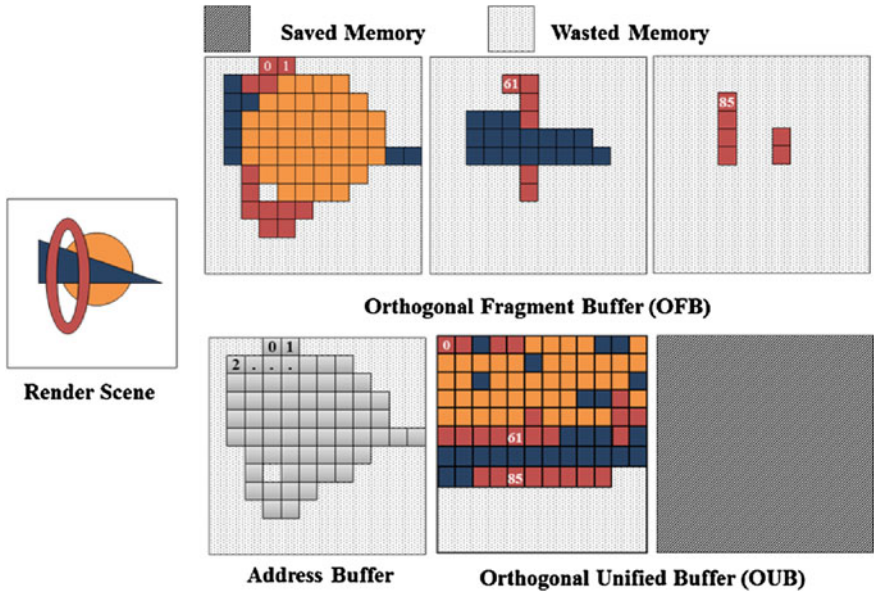 Saved Memory
Wasted Memory
0 1
61
85
Orthogonal Fragment Buffer (OFB)
Render Scene
0 1
2 . . .
0
61
85
Address Buffer
Orthogonal Unified Buffer (OUB)